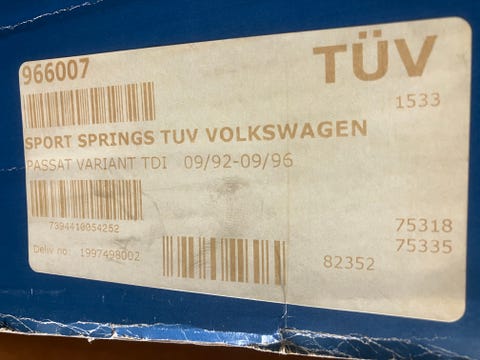 966007
TÜV
1533
SPORT SPRINGS TUV VOLKSWAGEN
PASSAT VARIANT TDI 09/92-09/96
7394410054252
75318
75335
Deliv no: 1997498002
82352